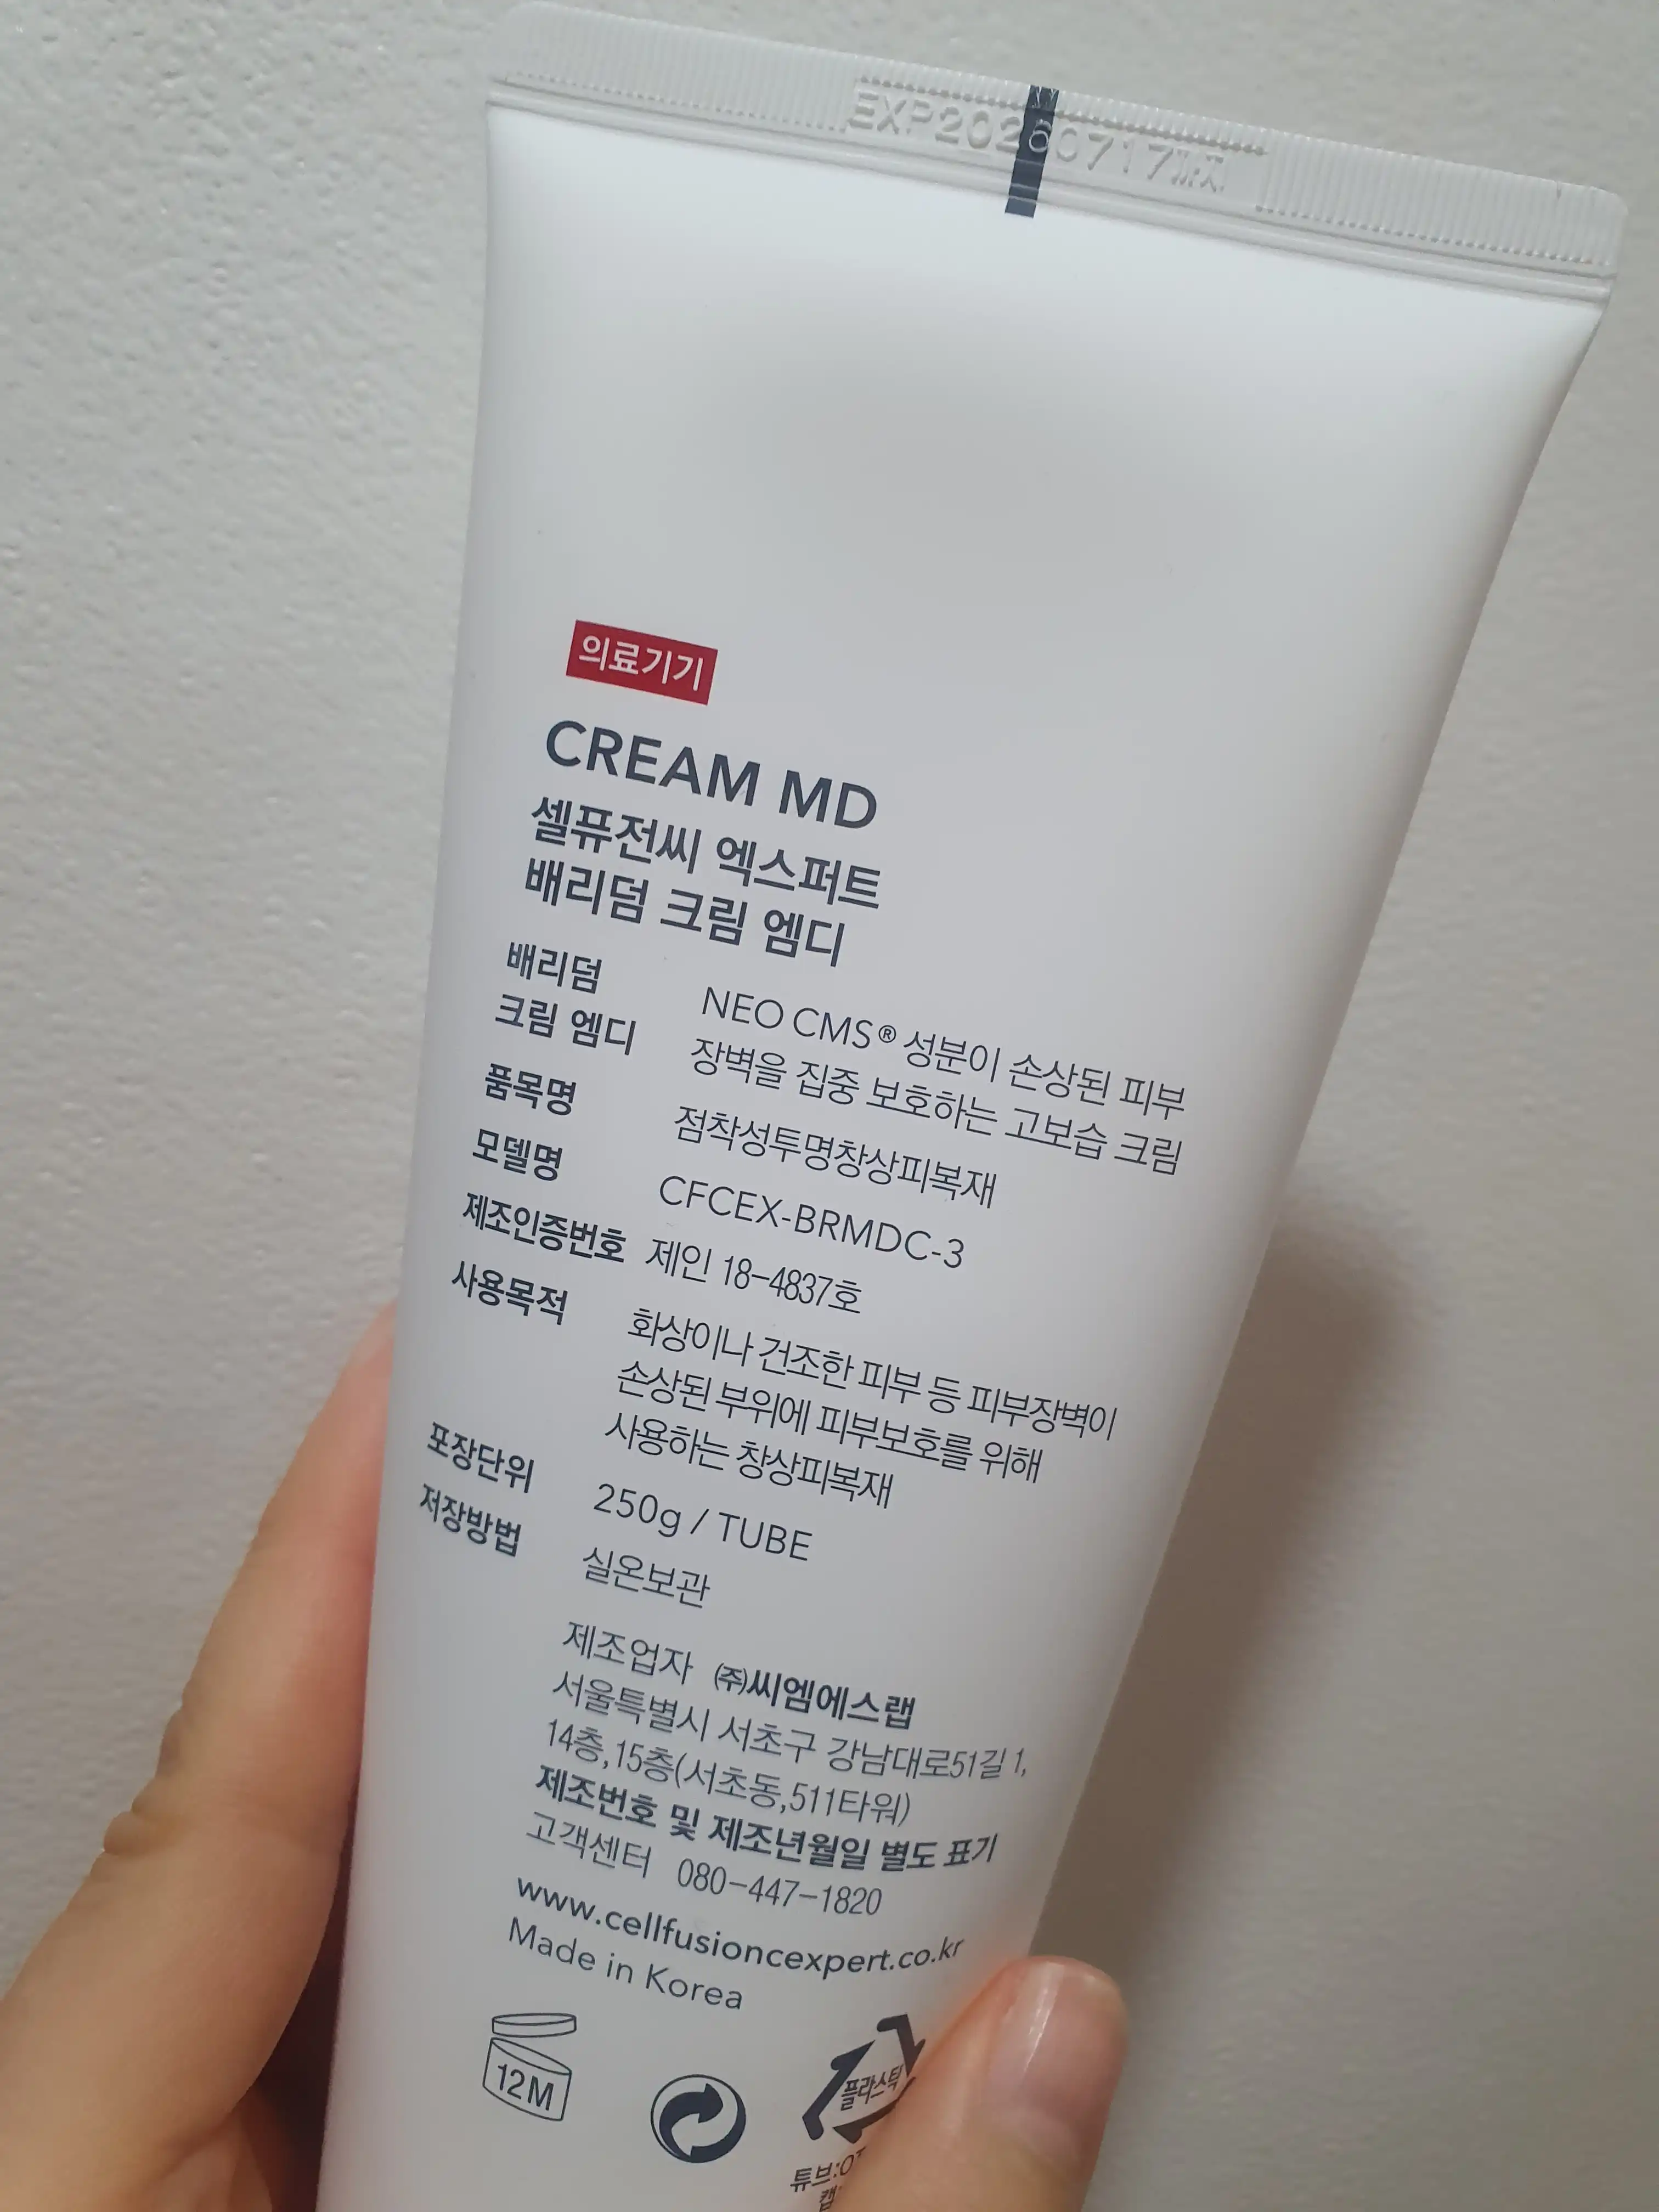 EXP20260717
의료기기
CREAM MD
셀퓨전씨 엑스퍼트
배리덤 크림 엠디
배리덤
크림 엠디
NEO CMS® 성분이 손상된 피부
장벽을 집중 보호하는 고보습 크림
품목명 점착성투명창상피복재
모델명 CFCEX-BRMDC-3
제조인증번호 제인 18-4837호
사용목적 화상이나 건조한 피부 등 피부장벽이
손상된 부위에 피부보호를 위해
사용하는 창상피복재
포장단위 250g / TUBE
저장방법 실온보관
제조업자 ㈜씨엠에스랩
서울특별시 서초구 강남대로51길 1,
14층,15층(서초동,511타워)
제조번호 및 제조년월일 별도 표기
고객센터 080-447-1820
www.cellfusioncexpert.co.kr
Made in Korea
12M
플라스틱
튜브: